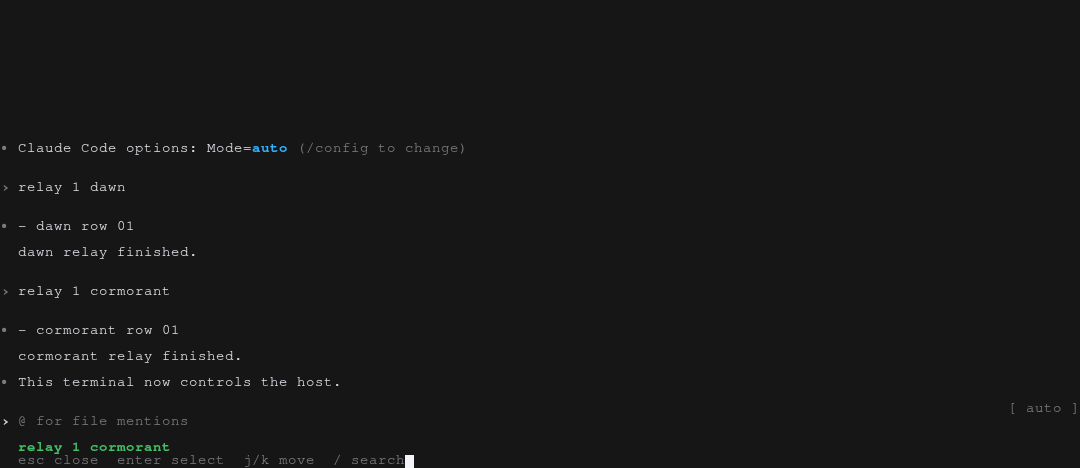 • Claude Code options: Mode=auto (/config to change)
› relay 1 dawn
• – dawn row 01
dawn relay finished.
› relay 1 cormorant
• – cormorant row 01
cormorant relay finished.
• This terminal now controls the host.
[ auto ]
› @ for file mentions
relay 1 cormorant
esc close  enter select  j/k move  / search